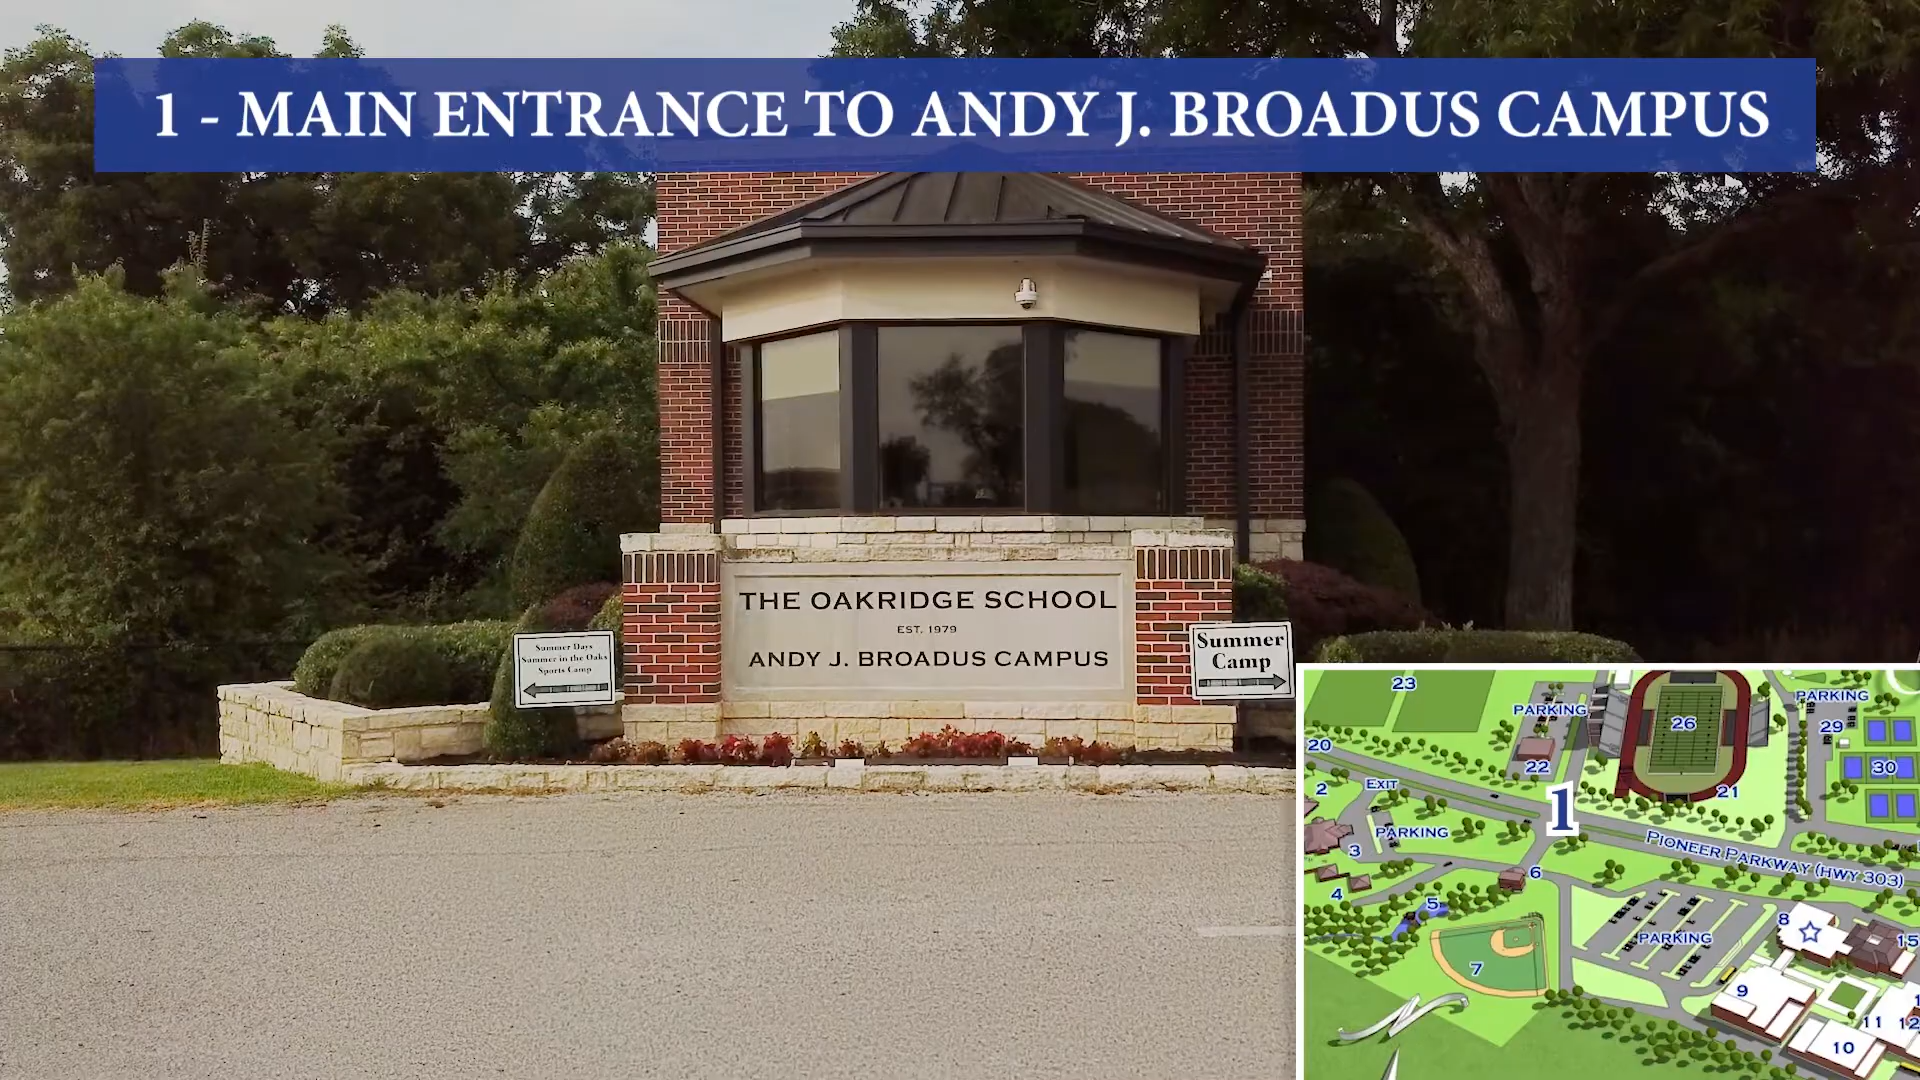 1 - MAIN ENTRANCE TO ANDY J. BROADUS CAMPUS
THE OAKRIDGE SCHOOL
EST. 1979
ANDY J. BROADUS CAMPUS
Summer Days
Summer in the Oaks
Sports Camp
Summer
Camp
23
PARKING
PARKING
26
29
20
22
30
2
EXIT
1
21
PARKING
PIONEER PARKWAY (HWY 303)
3
6
4
5
8
PARKING
15
7
9
11
12
10
N